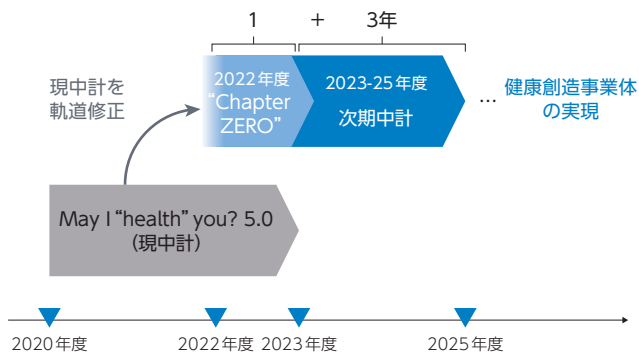 1 + 3年
現中計を
軌道修正
2022年度
“Chapter
ZERO”
2023-25年度
次期中計
… 健康創造事業体
の実現
May I “health” you? 5.0
（現中計）
2020年度 2022年度 2023年度 2025年度